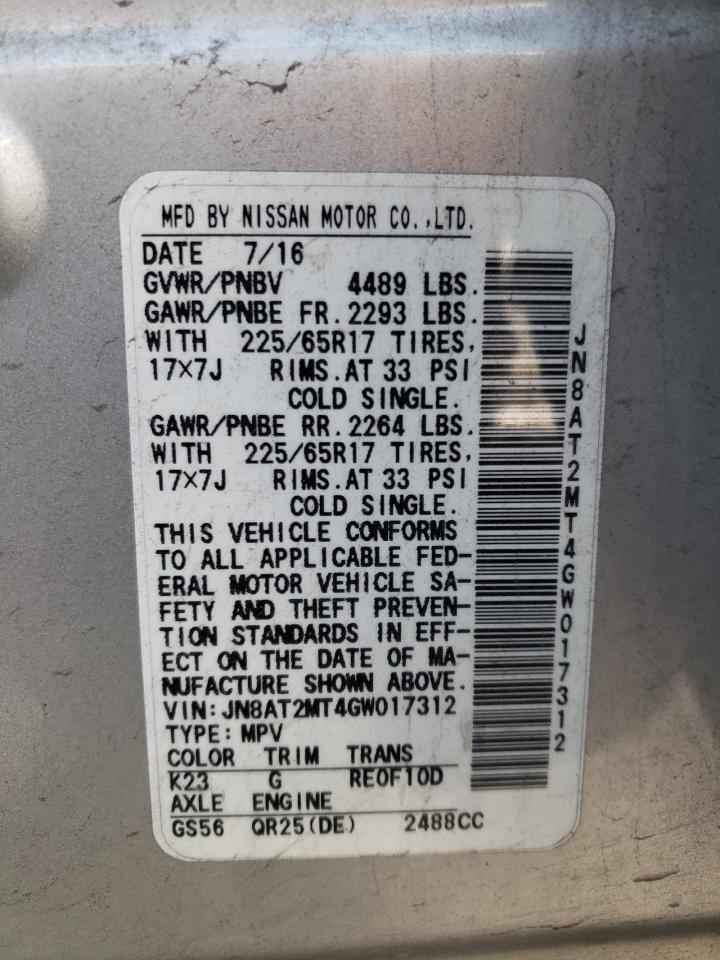 MFD BY NISSAN MOTOR CO.,LTD.
DATE 7/16
GVWR/PNBV 4489 LBS.
GAWR/PNBE FR.2293 LBS.
WITH 225/65R17 TIRES,
17×7J RIMS.AT 33 PSI
COLD SINGLE.
GAWR/PNBE RR.2264 LBS.
WITH 225/65R17 TIRES,
17×7J RIMS.AT 33 PSI
COLD SINGLE.
THIS VEHICLE CONFORMS
TO ALL APPLICABLE FED-
ERAL MOTOR VEHICLE SA-
FETY AND THEFT PREVEN-
TION STANDARDS IN EFF-
ECT ON THE DATE OF MA-
NUFACTURE SHOWN ABOVE.
VIN:JN8AT2MT4GW017312
TYPE:MPV
COLOR TRIM TRANS
K23 G RE0F10D
AXLE ENGINE
GS56 QR25(DE) 2488CC
JN8AT2MT4GW017312